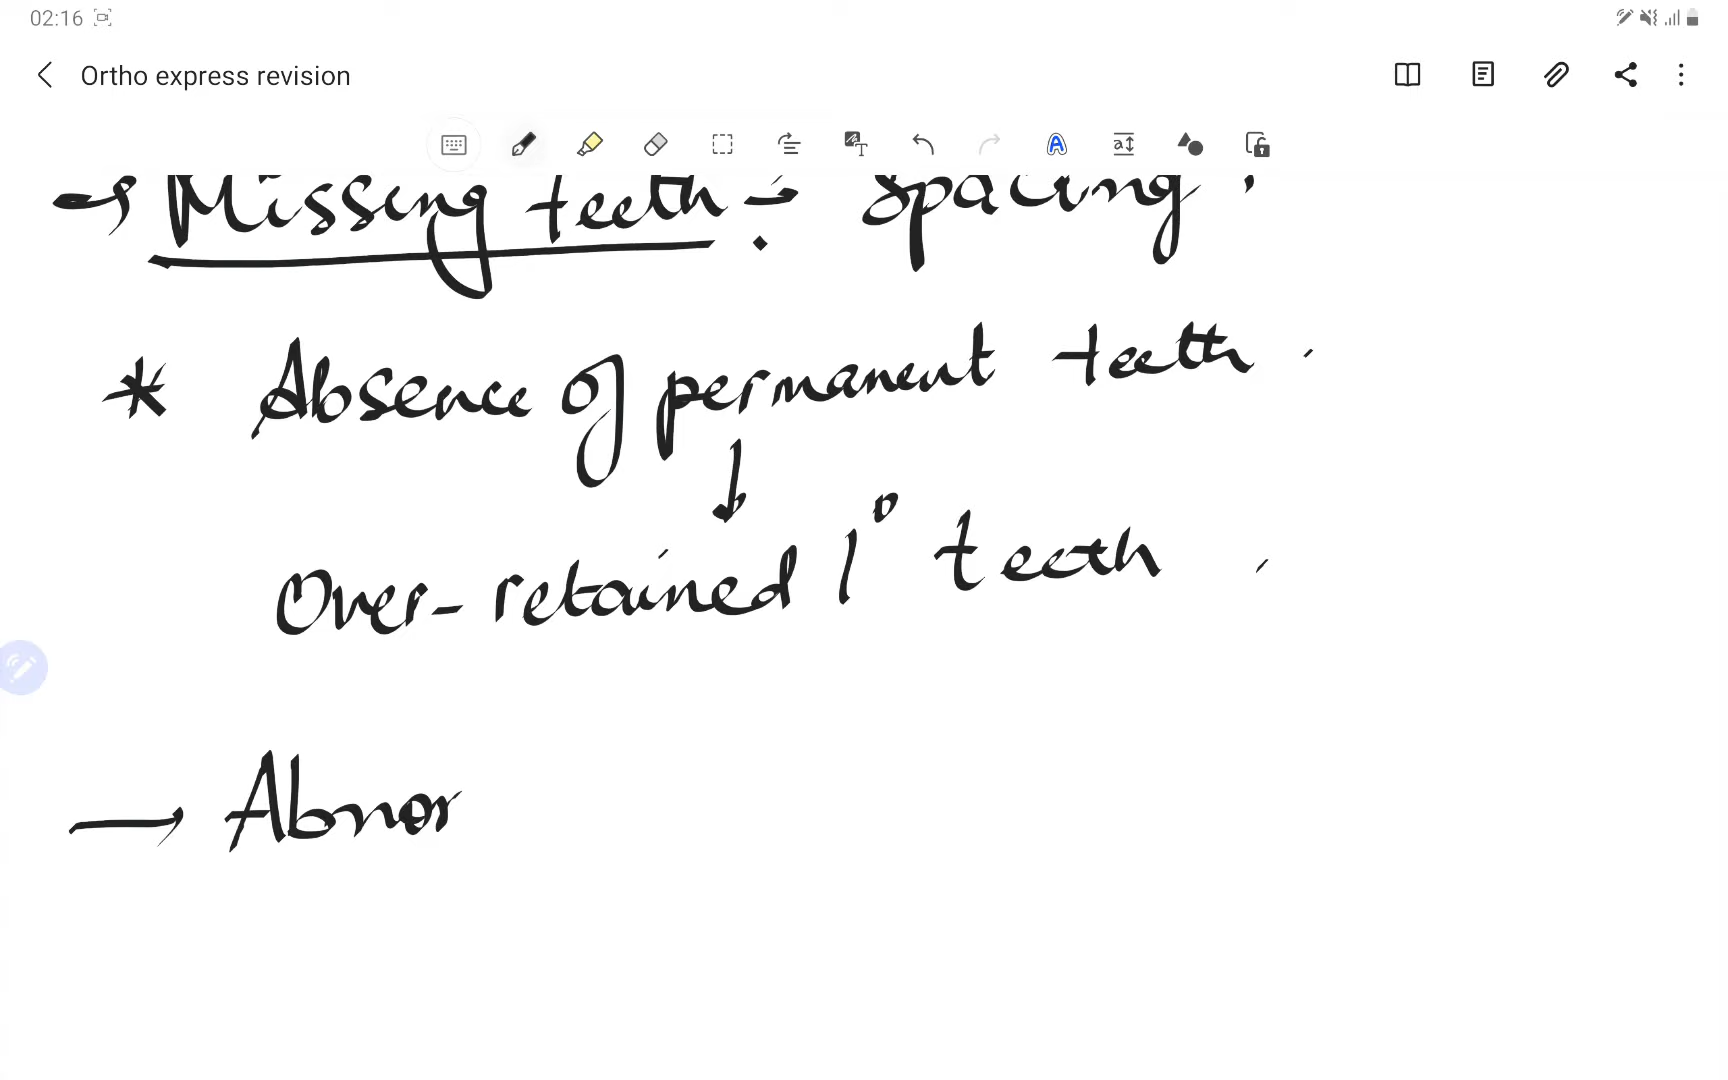 02:16
Ortho express revision
→ Missing teeth :- Spacing .
* Absence of permanent teeth .
↓
Over-retained 1° teeth .
→ Abnor